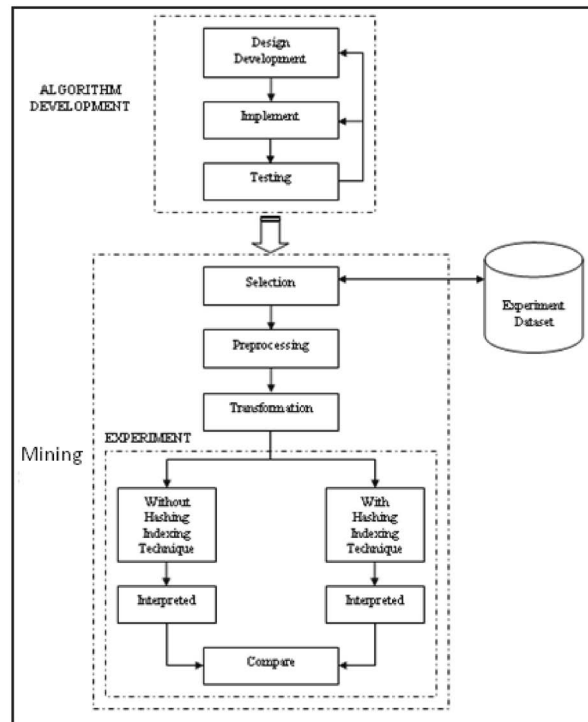 Design
Development
ALGORITHM
DEVELOPMENT
Implement
Testing
Selection
Experiment
Dataset
Preprocessing
Transformation
EXPERIMENT
Mining
Without
Hashing
Indexing
Technique
With
Hashing
Indexing
Technique
Interpreted
Interpreted
Compare